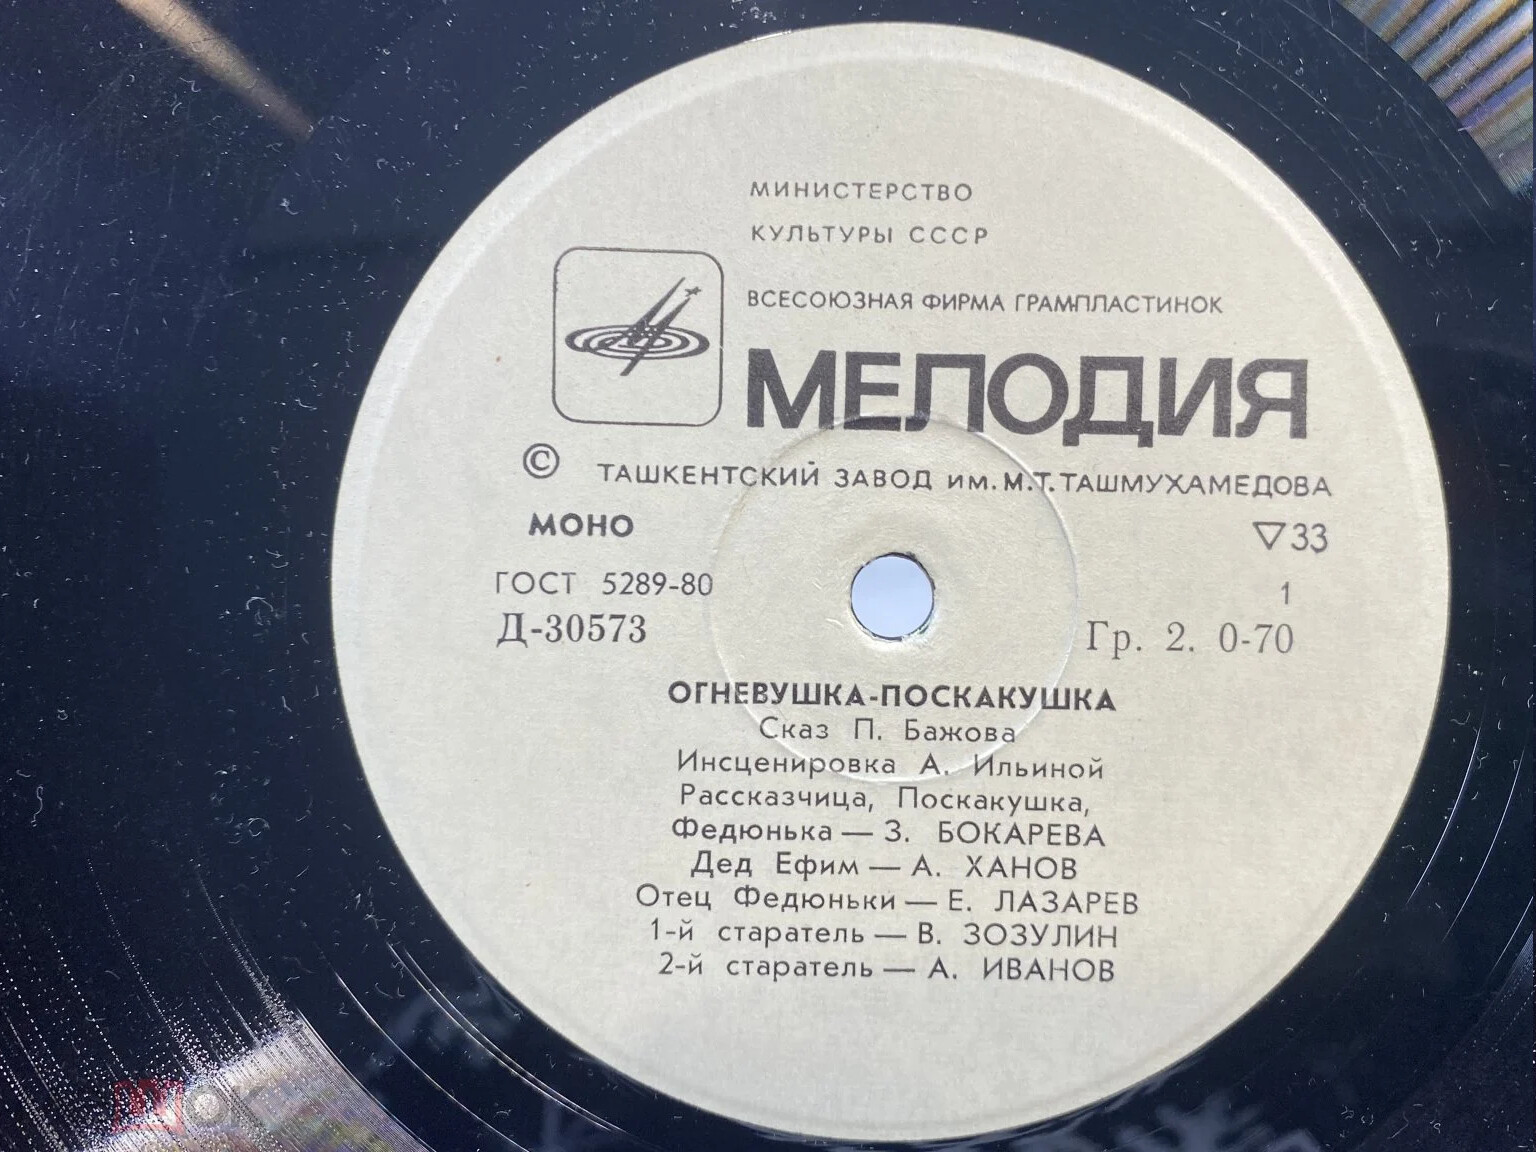 МИНИСТЕРСТВО
КУЛЬТУРЫ СССР
ВСЕСОЮЗНАЯ ФИРМА ГРАМПЛАСТИНОК
МЕЛОДИЯ
© ТАШКЕНТСКИЙ ЗАВОД им. М.Т. ТАШМУХАМЕДОВА
МОНО
▽33
ГОСТ 5289-80
1
Д-30573
Гр. 2. 0-70
ОГНЕВУШКА-ПОСКАКУШКА
Сказ П. Бажова
Инсценировка А. Ильиной
Рассказчица, Поскакушка,
Федюнька — З. БОКАРЕВА
Дед Ефим — А. ХАНОВ
Отец Федюньки — Е. ЛАЗАРЕВ
1-й старатель — В. ЗОЗУЛИН
2-й старатель — А. ИВАНОВ